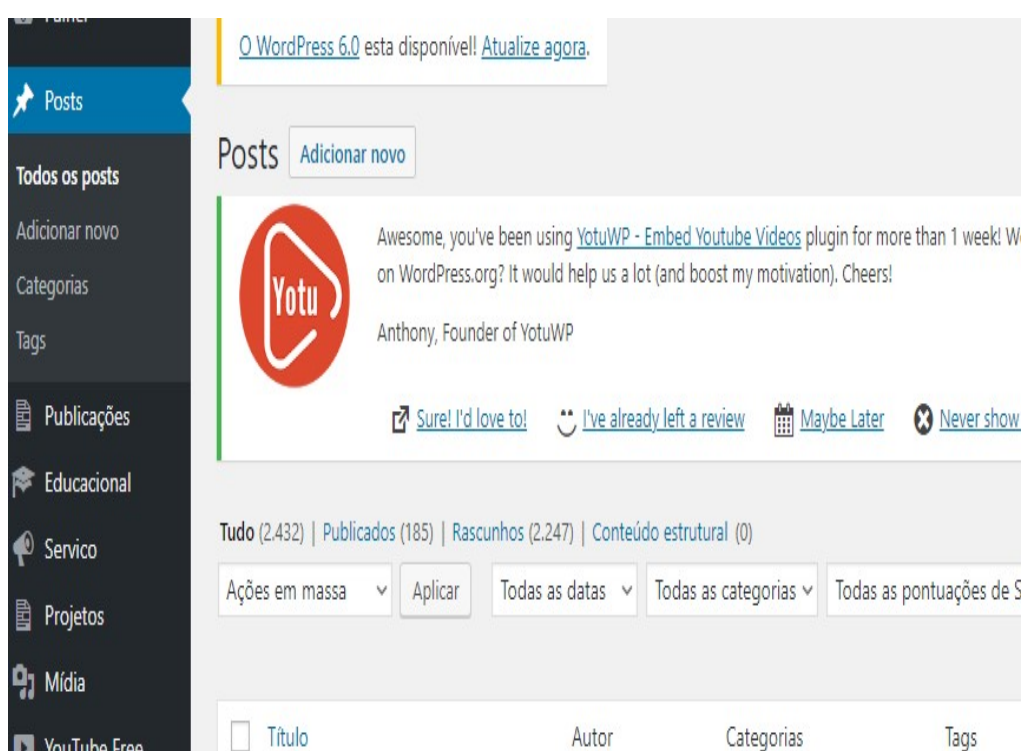 Painel
O WordPress 6.0 esta disponível! Atualize agora.
Posts
Todos os posts
Adicionar novo
Categorias
Tags
Publicações
Educacional
Servico
Projetos
Mídia
YouTube Free
Posts Adicionar novo
Yotu
Awesome, you've been using YotuWP - Embed Youtube Videos plugin for more than 1 week!
on WordPress.org? It would help us a lot (and boost my motivation). Cheers!
Anthony, Founder of YotuWP
Sure! I'd love to! I've already left a review Maybe Later Never show
Tudo (2.432) | Publicados (185) | Rascunhos (2.247) | Conteúdo estrutural (0)
Ações em massa Aplicar Todas as datas Todas as categorias Todas as pontuações de S
Título Autor Categorias Tags